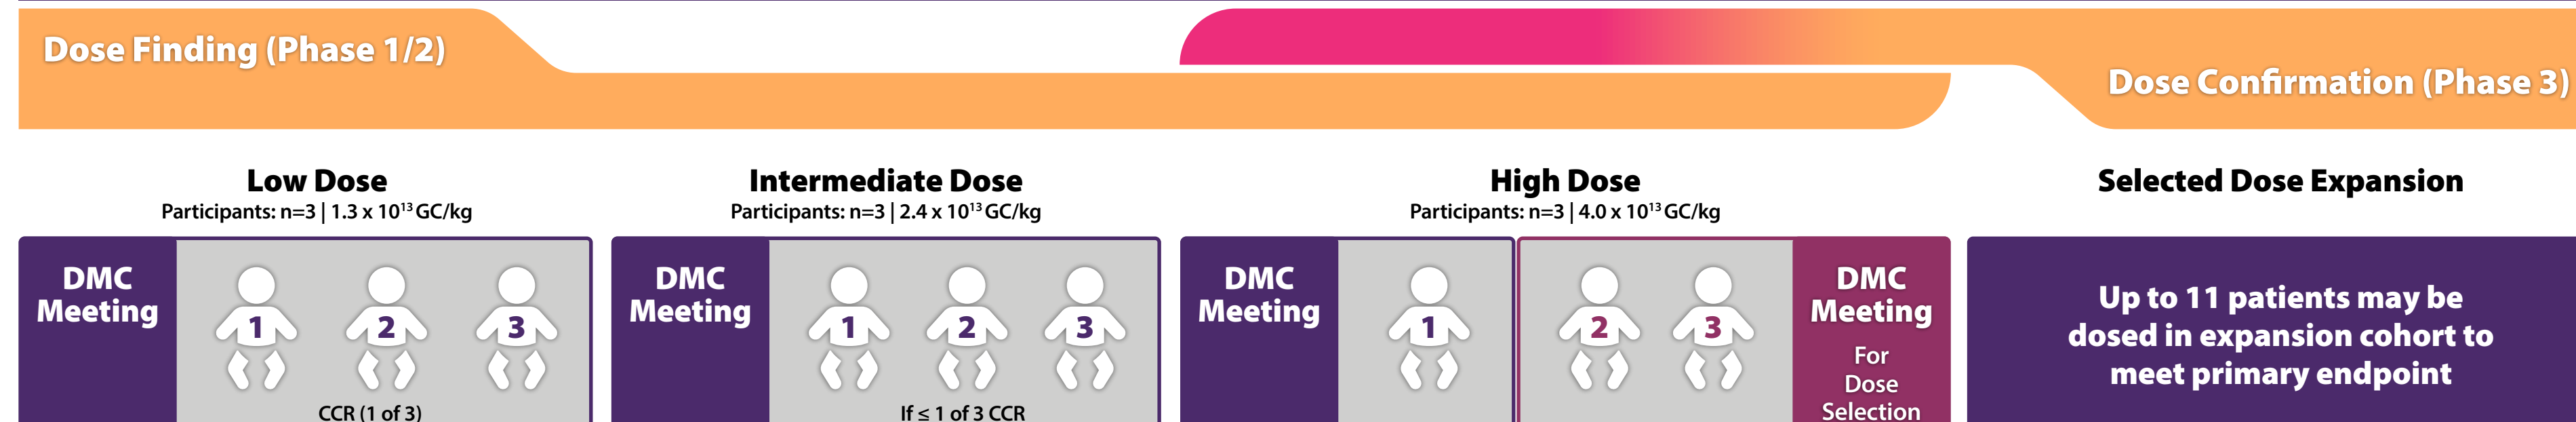 Dose Finding (Phase 1/2)
Dose Confirmation (Phase 3)
Low Dose
Participants: n=3 | 1.3 x 10¹³ GC/kg
DMC
Meeting
1
2
3
CCR (1 of 3)
Intermediate Dose
Participants: n=3 | 2.4 x 10¹³ GC/kg
DMC
Meeting
1
2
3
If ≤ 1 of 3 CCR
High Dose
Participants: n=3 | 4.0 x 10¹³ GC/kg
DMC
Meeting
1
2
3
DMC
Meeting
For
Dose
Selection
Selected Dose Expansion
Up to 11 patients may be
dosed in expansion cohort to
meet primary endpoint